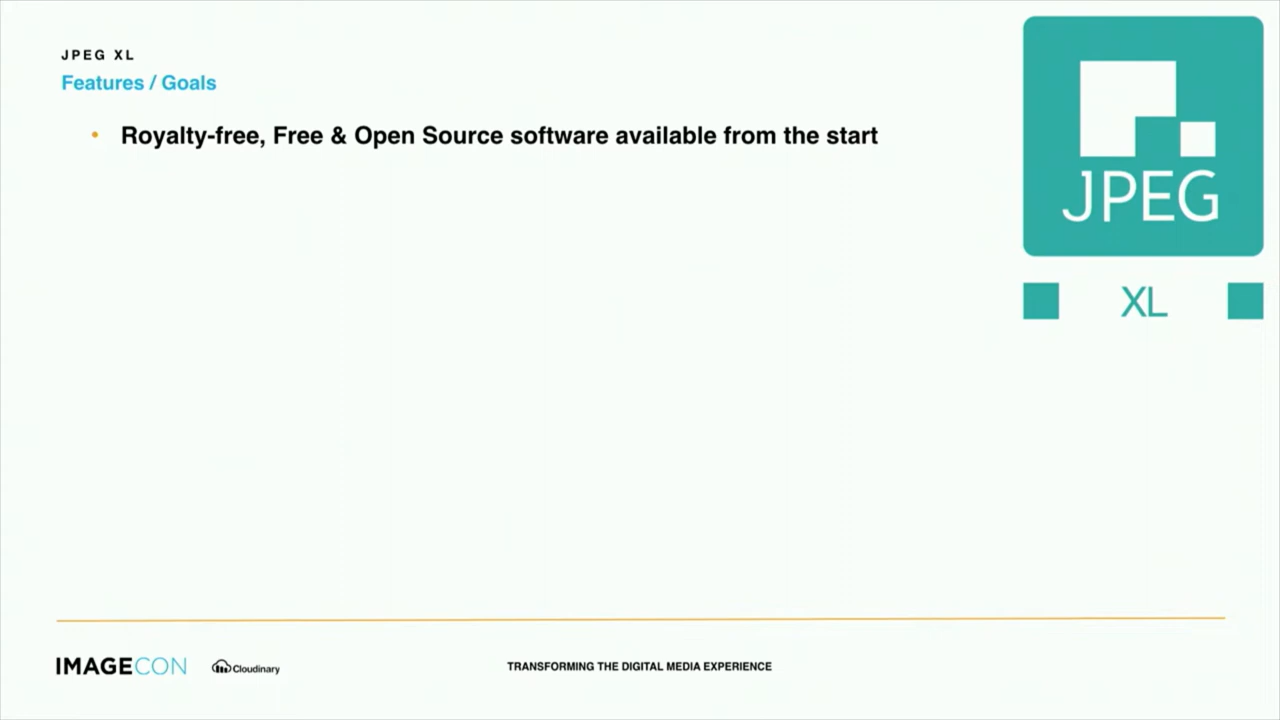 JPEG XL
Features / Goals
• Royalty-free, Free & Open Source software available from the start
JPEG
XL
IMAGECON
Cloudinary
TRANSFORMING THE DIGITAL MEDIA EXPERIENCE